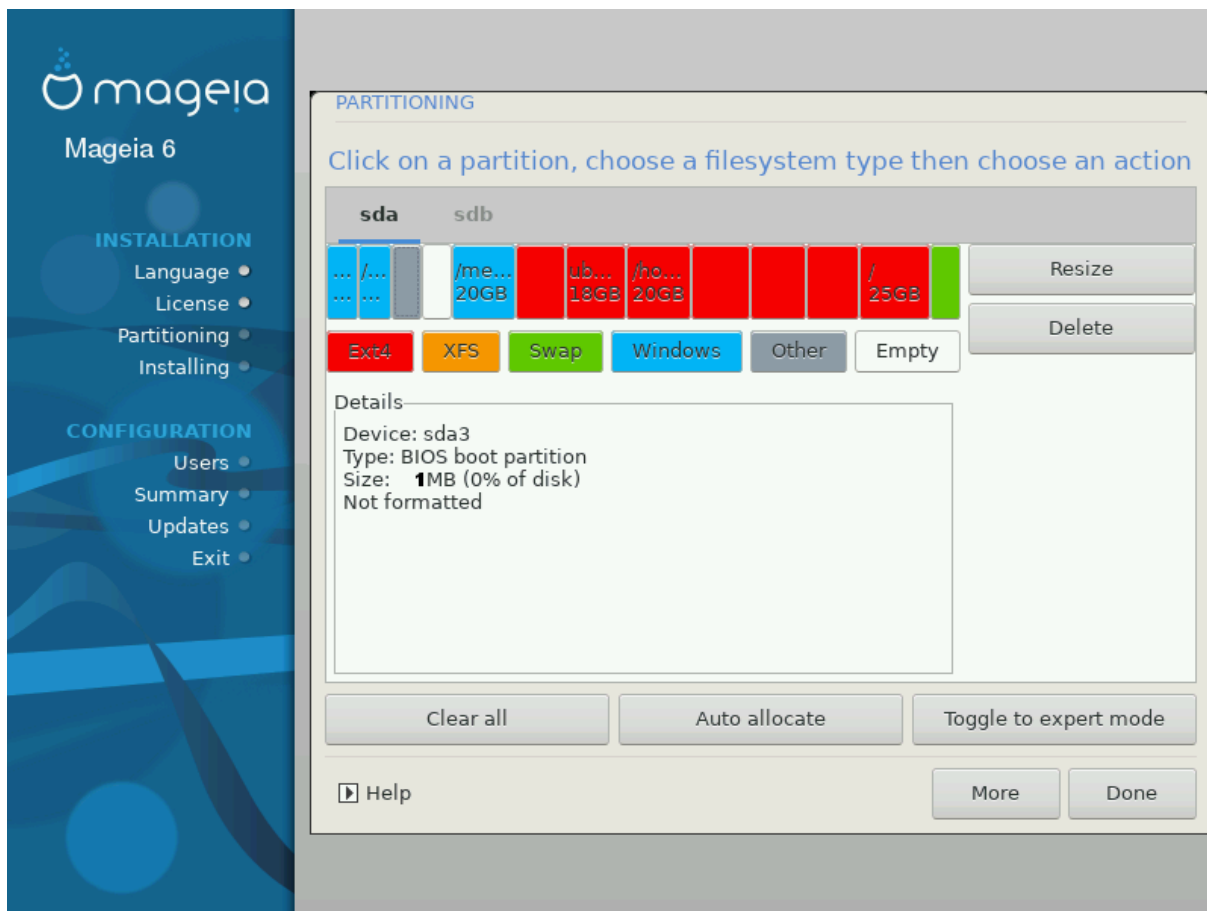 mageia
Mageia 6
INSTALLATION
Language
License
Partitioning
Installing
CONFIGURATION
Users
Summary
Updates
Exit
PARTITIONING
Click on a partition, choose a filesystem type then choose an action
sda sdb
... /... /me... ub... /ho... /
... ... 20GB 18GB 20GB 25GB
Ext4 XFS Swap Windows Other Empty
Resize
Delete
Details
Device: sda3
Type: BIOS boot partition
Size: 1MB (0% of disk)
Not formatted
Clear all Auto allocate Toggle to expert mode
Help More Done